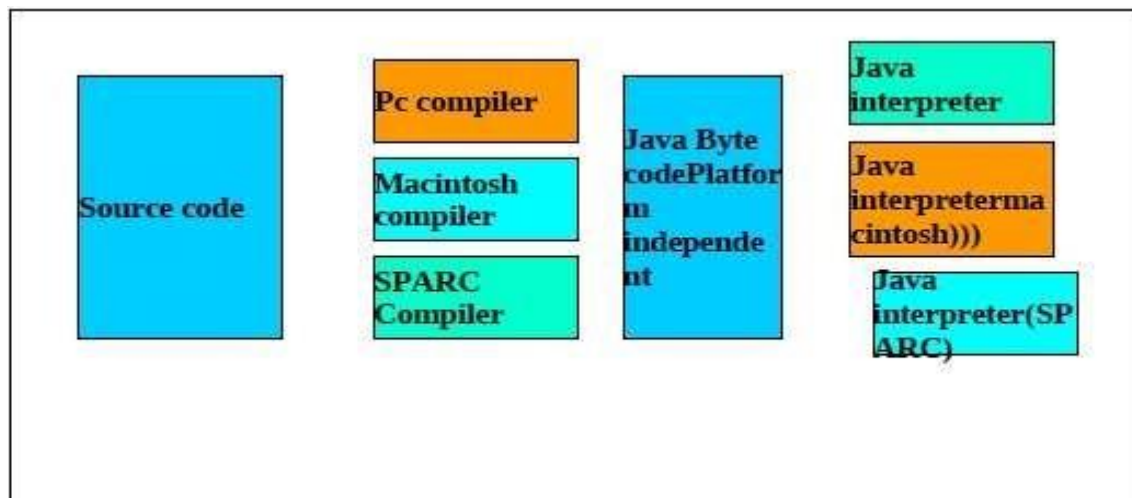 Source code
Pc compiler
Macintosh
compiler
SPARC
Compiler
Java Byte
codePlatfor
m
independe
nt
Java
interpreter
Java
interpreterma
cintosh)))
Java
interpreter(SP
ARC)